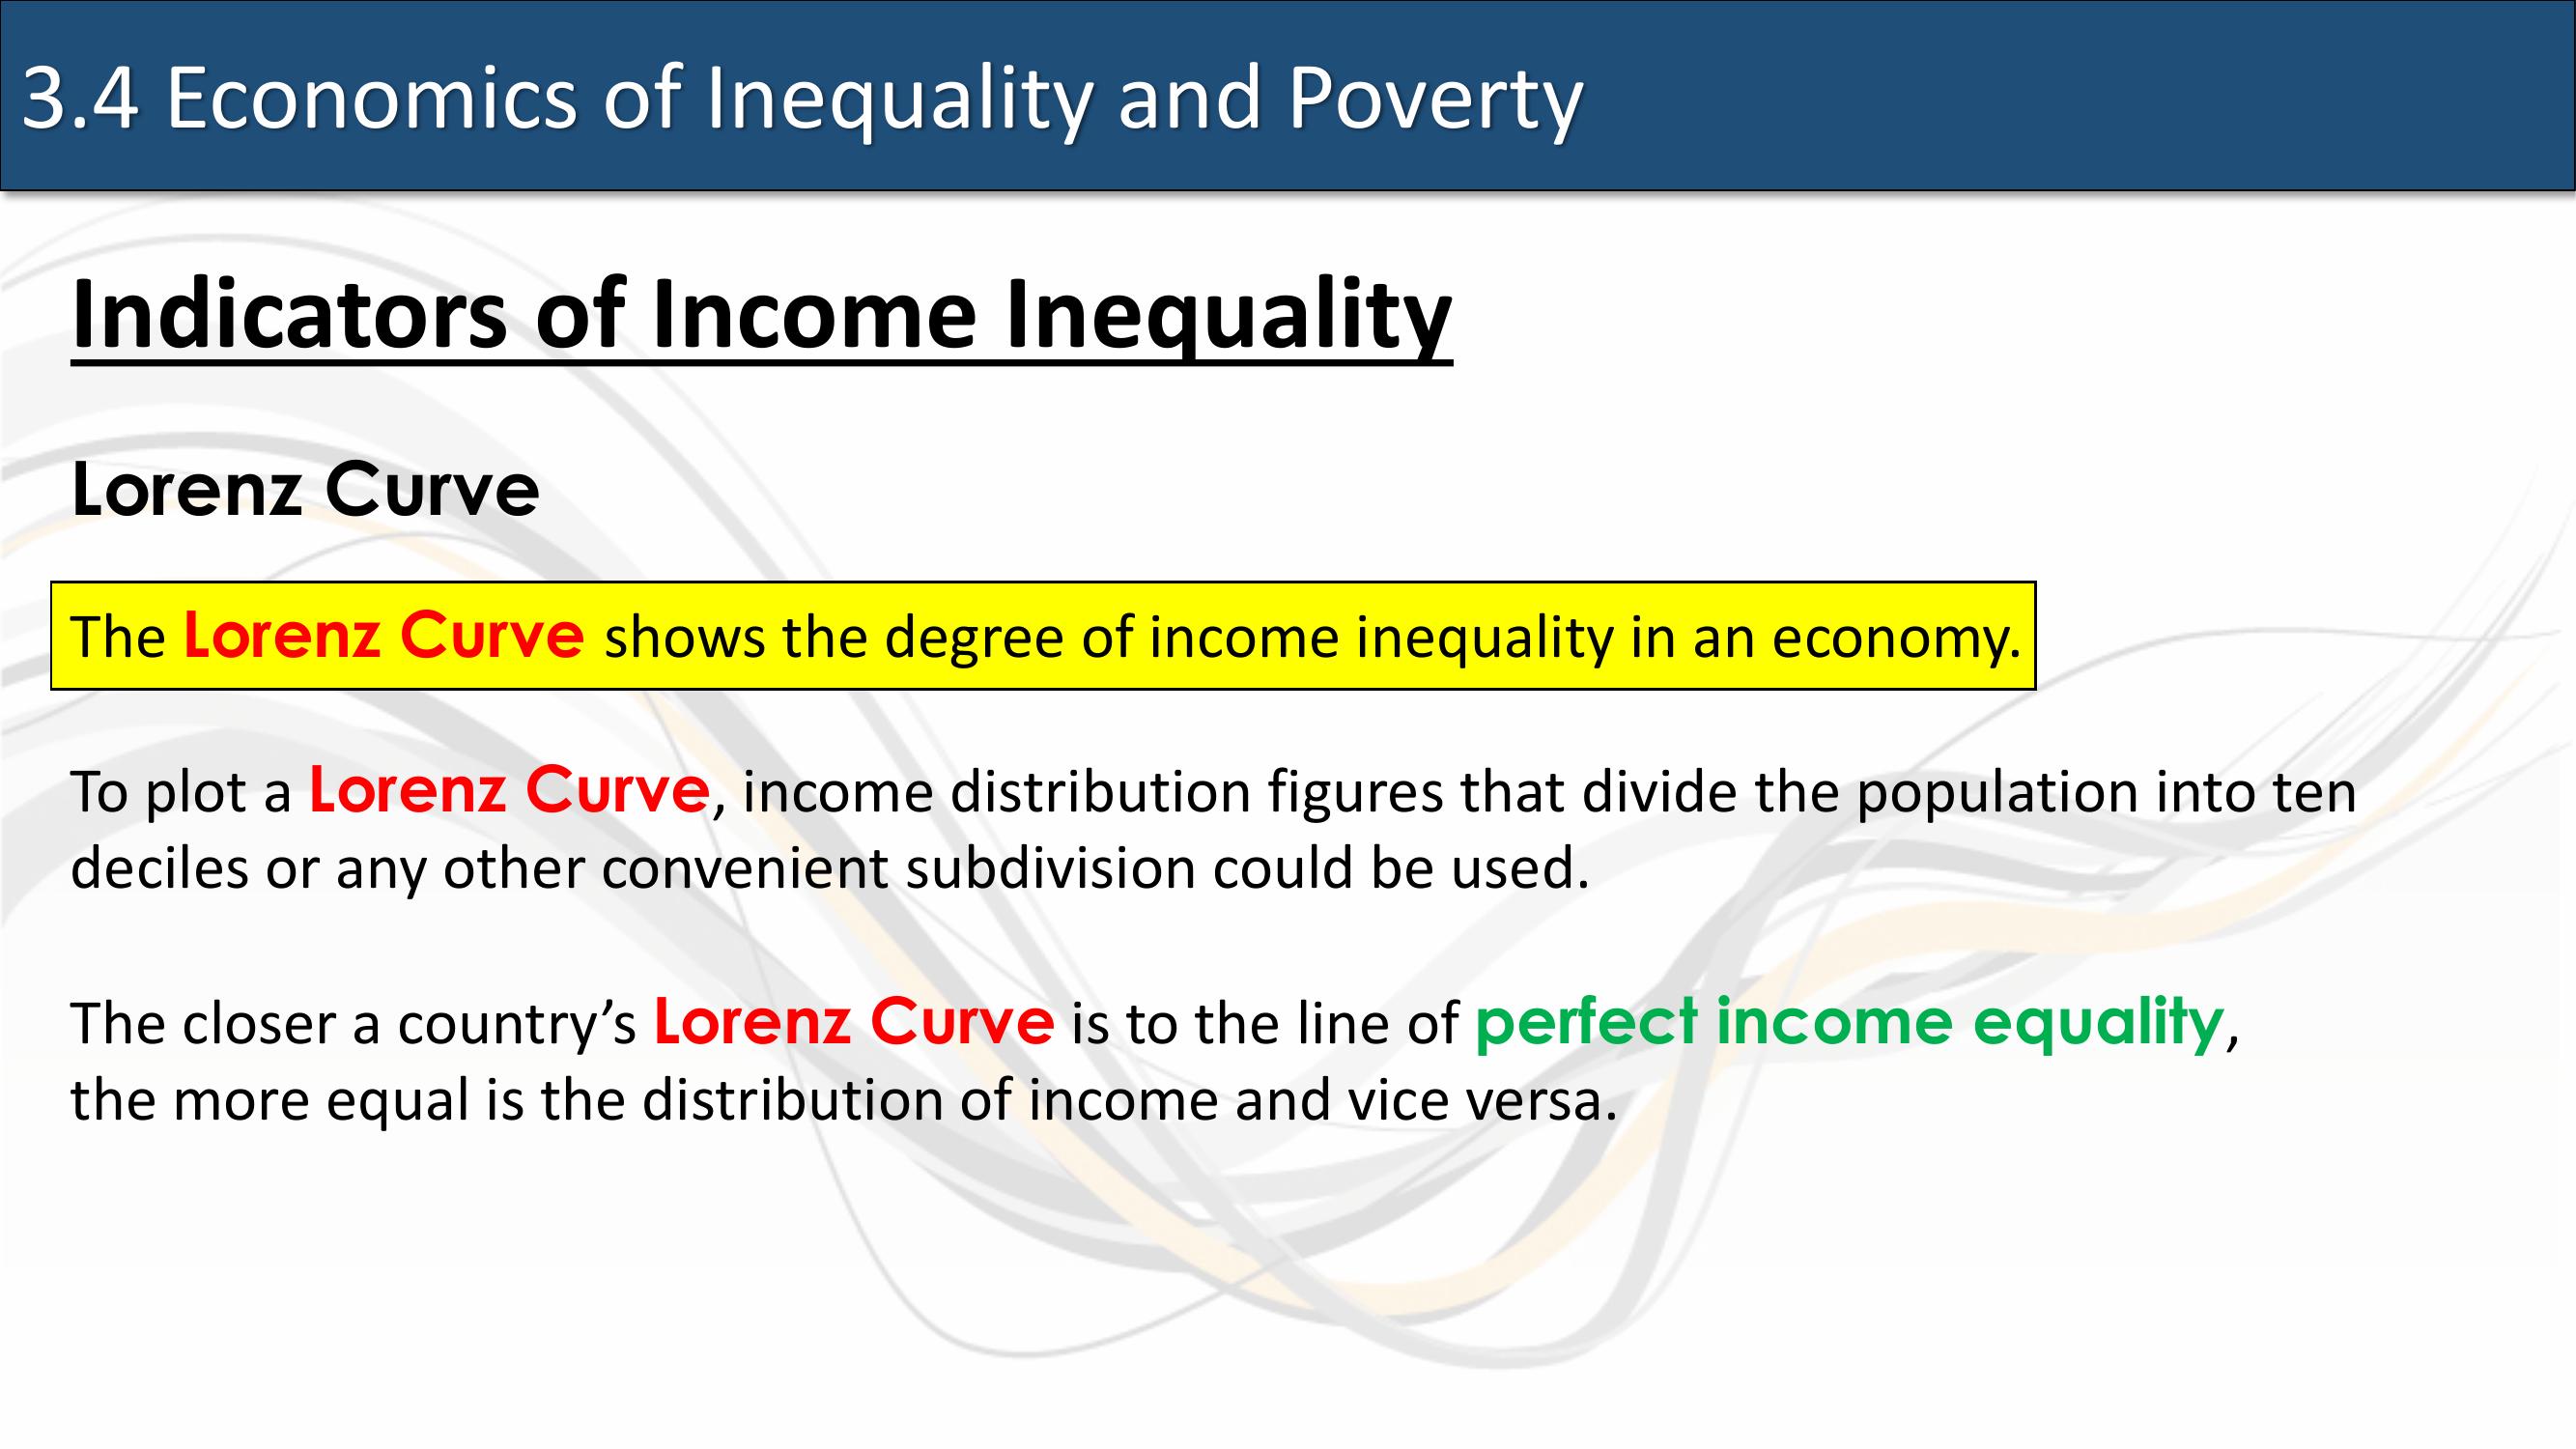 3.4 Economics of Inequality and Poverty
Indicators of Income Inequality
Lorenz Curve
The Lorenz Curve shows the degree of income inequality in an economy.
To plot a Lorenz Curve, income distribution figures that divide the population into ten
deciles or any other convenient subdivision could be used.
The closer a country’s Lorenz Curve is to the line of perfect income equality,
the more equal is the distribution of income and vice versa.